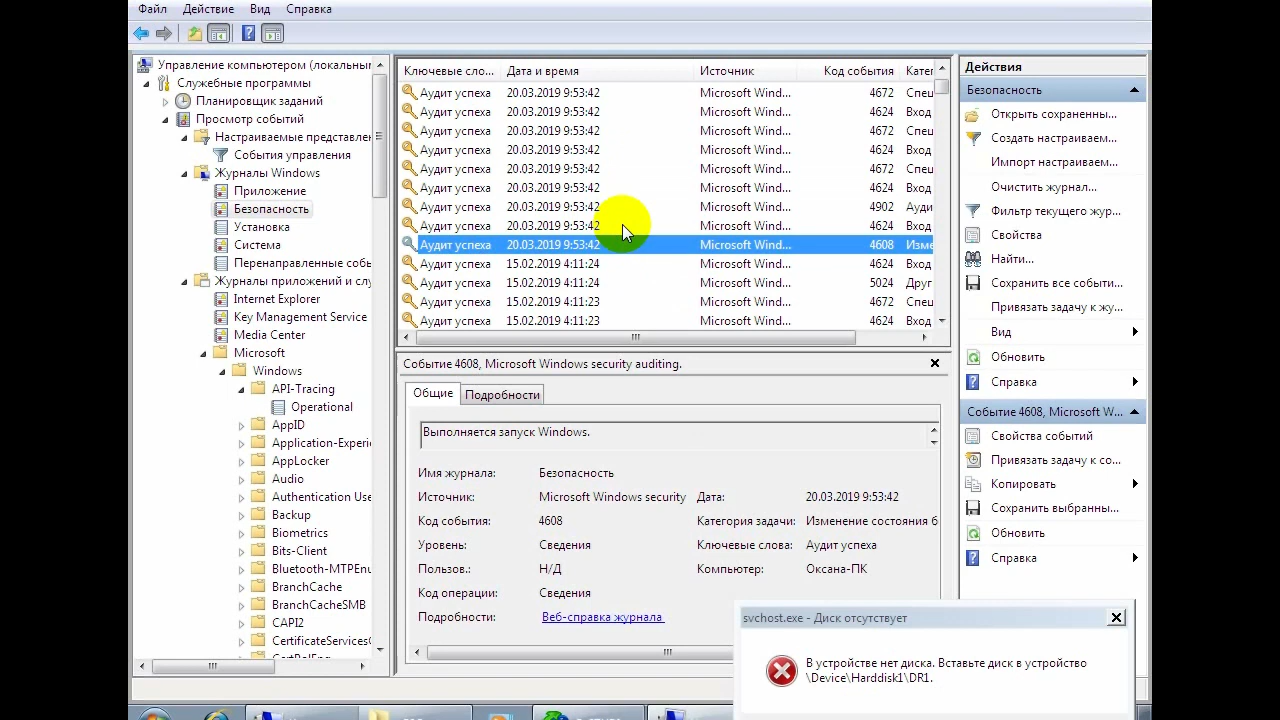 Файл Действие Вид Справка
Управление компьютером (локальным
Служебные программы
Планировщик заданий
Просмотр событий
Настраиваемые представлен
События управления
Журналы Windows
Приложение
Безопасность
Установка
Система
Перенаправленные собы
Журналы приложений и слу
Internet Explorer
Key Management Service
Media Center
Microsoft
Windows
API-Tracing
Operational
AppID
Application-Experie
AppLocker
Audio
Authentication Use
Backup
Biometrics
Bits-Client
Bluetooth-MTPEnu
BranchCache
BranchCacheSMB
CAPI2
CertificateServicesC
Ключевые сло... Дата и время Источник Код события Катег
Аудит успеха 20.03.2019 9:53:42 Microsoft Wind... 4672 Спец
Аудит успеха 20.03.2019 9:53:42 Microsoft Wind... 4624 Вход
Аудит успеха 20.03.2019 9:53:42 Microsoft Wind... 4672 Спец
Аудит успеха 20.03.2019 9:53:42 Microsoft Wind... 4624 Вход
Аудит успеха 20.03.2019 9:53:42 Microsoft Wind... 4672 Спец
Аудит успеха 20.03.2019 9:53:42 Microsoft Wind... 4624 Вход
Аудит успеха 20.03.2019 9:53:42 Microsoft Wind... 4902 Ауди
Аудит успеха 20.03.2019 9:53:42 Microsoft Wind... 4624 Вход
Аудит успеха 20.03.2019 9:53:42 Microsoft Wind... 4608 Изме
Аудит успеха 15.02.2019 4:11:24 Microsoft Wind... 4624 Вход
Аудит успеха 15.02.2019 4:11:24 Microsoft Wind... 5024 Друг
Аудит успеха 15.02.2019 4:11:23 Microsoft Wind... 4672 Спец
Аудит успеха 15.02.2019 4:11:23 Microsoft Wind... 4624 Вход
Событие 4608, Microsoft Windows security auditing.
Общие Подробности
Выполняется запуск Windows.
Имя журнала: Безопасность
Источник: Microsoft Windows security Дата: 20.03.2019 9:53:42
Код события: 4608 Категория задачи: Изменение состояния б
Уровень: Сведения Ключевые слова: Аудит успеха
Пользов.: Н/Д Компьютер: Оксана-ПК
Код операции: Сведения
Подробности: Веб-справка журнала
Действия
Безопасность
Открыть сохраненны...
Создать настраиваем...
Импорт настраиваем...
Очистить журнал...
Фильтр текущего жур...
Свойства
Найти...
Сохранить все событи...
Привязать задачу к жу...
Вид
Обновить
Справка
Событие 4608, Microsoft W...
Свойства событий
Привязать задачу к со...
Копировать
Сохранить выбранны...
Обновить
Справка
svchost.exe - Диск отсутствует
В устройстве нет диска. Вставьте диск в устройство
\Device\Harddisk1\DR1.